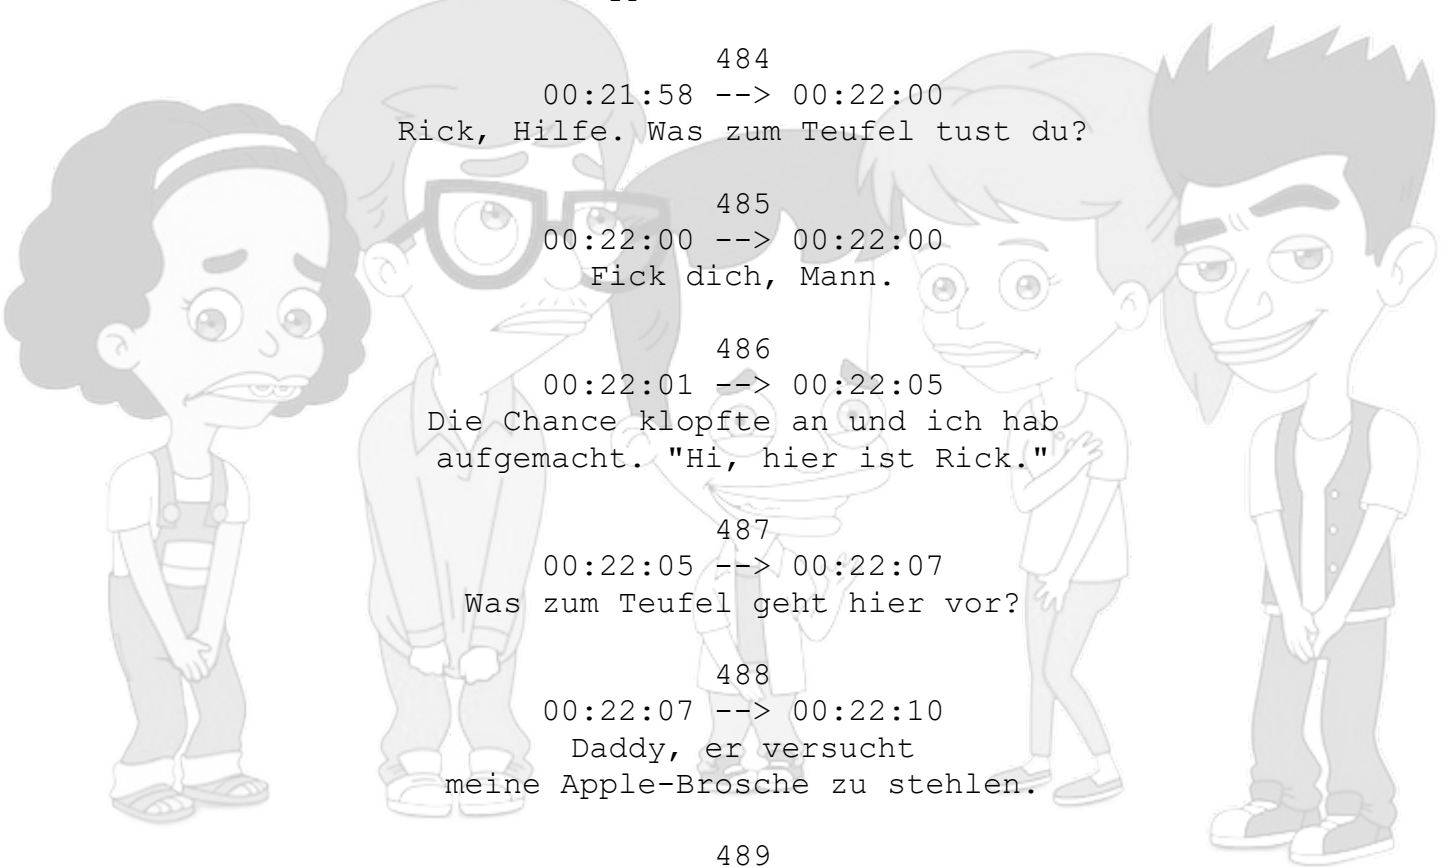 484
00:21:58 --> 00:22:00
Rick, Hilfe. Was zum Teufel tust du?
485
00:22:00 --> 00:22:00
Fick dich, Mann.
486
00:22:01 --> 00:22:05
Die Chance klopfte an und ich hab
aufgemacht. "Hi, hier ist Rick."
487
00:22:05 --> 00:22:07
Was zum Teufel geht hier vor?
488
00:22:07 --> 00:22:10
Daddy, er versucht
meine Apple-Brosche zu stehlen.
489